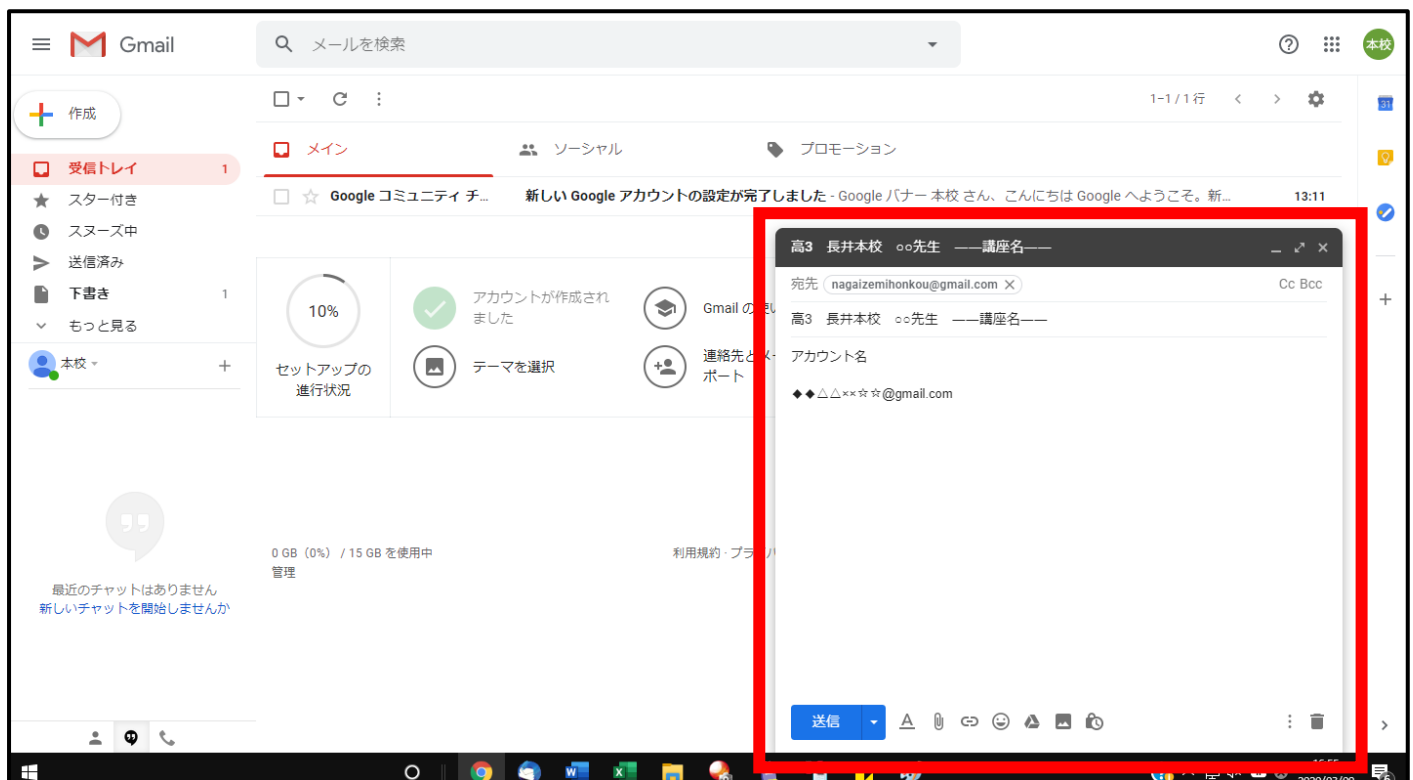 Gmail
メールを検索
本校
作成
1-1 / 1 行
31
メイン
ソーシャル
プロモーション
受信トレイ 1
スター付き
スヌーズ中
送信済み
下書き 1
もっと見る
本校
Google コミュニティ チ... 新しい Google アカウントの設定が完了しました - Google バナー 本校 さん、こんにちは Google へようこそ。新... 13:11
10%
セットアップの
進行状況
アカウントが作成され
ました
テーマを選択
Gmail の使い
連絡先とメー
ポート
0 GB（0%） / 15 GB を使用中
管理
利用規約 · プライバ
最近のチャットはありません
新しいチャットを開始しませんか
高3　長井本校　○○先生　――講座名――
宛先 nagaizemihonkou@gmail.com
Cc Bcc
高3　長井本校　○○先生　――講座名――
アカウント名
◆◆△△××☆☆@gmail.com
送信